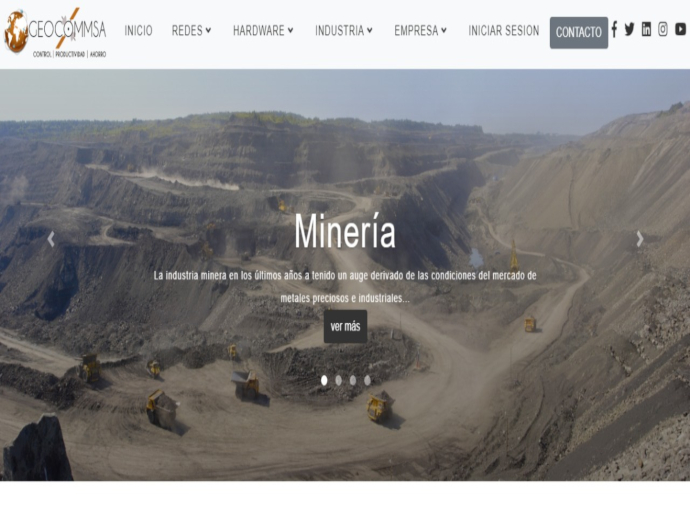 GEOCOMMSA
CONTROL | PRODUCTIVIDAD | AHORRO
INICIO
REDES
HARDWARE
INDUSTRIA
EMPRESA
INICIAR SESION
CONTACTO
Minería
La industria minera en los últimos años a tenido un auge derivado de las condiciones del mercado de
metales preciosos e industriales...
ver más